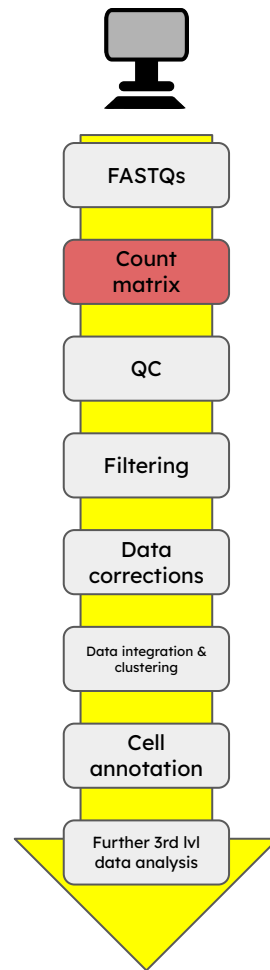 FASTQs
Count
matrix
QC
Filtering
Data
corrections
Data integration &
clustering
Cell
annotation
Further 3rd lvl
data analysis